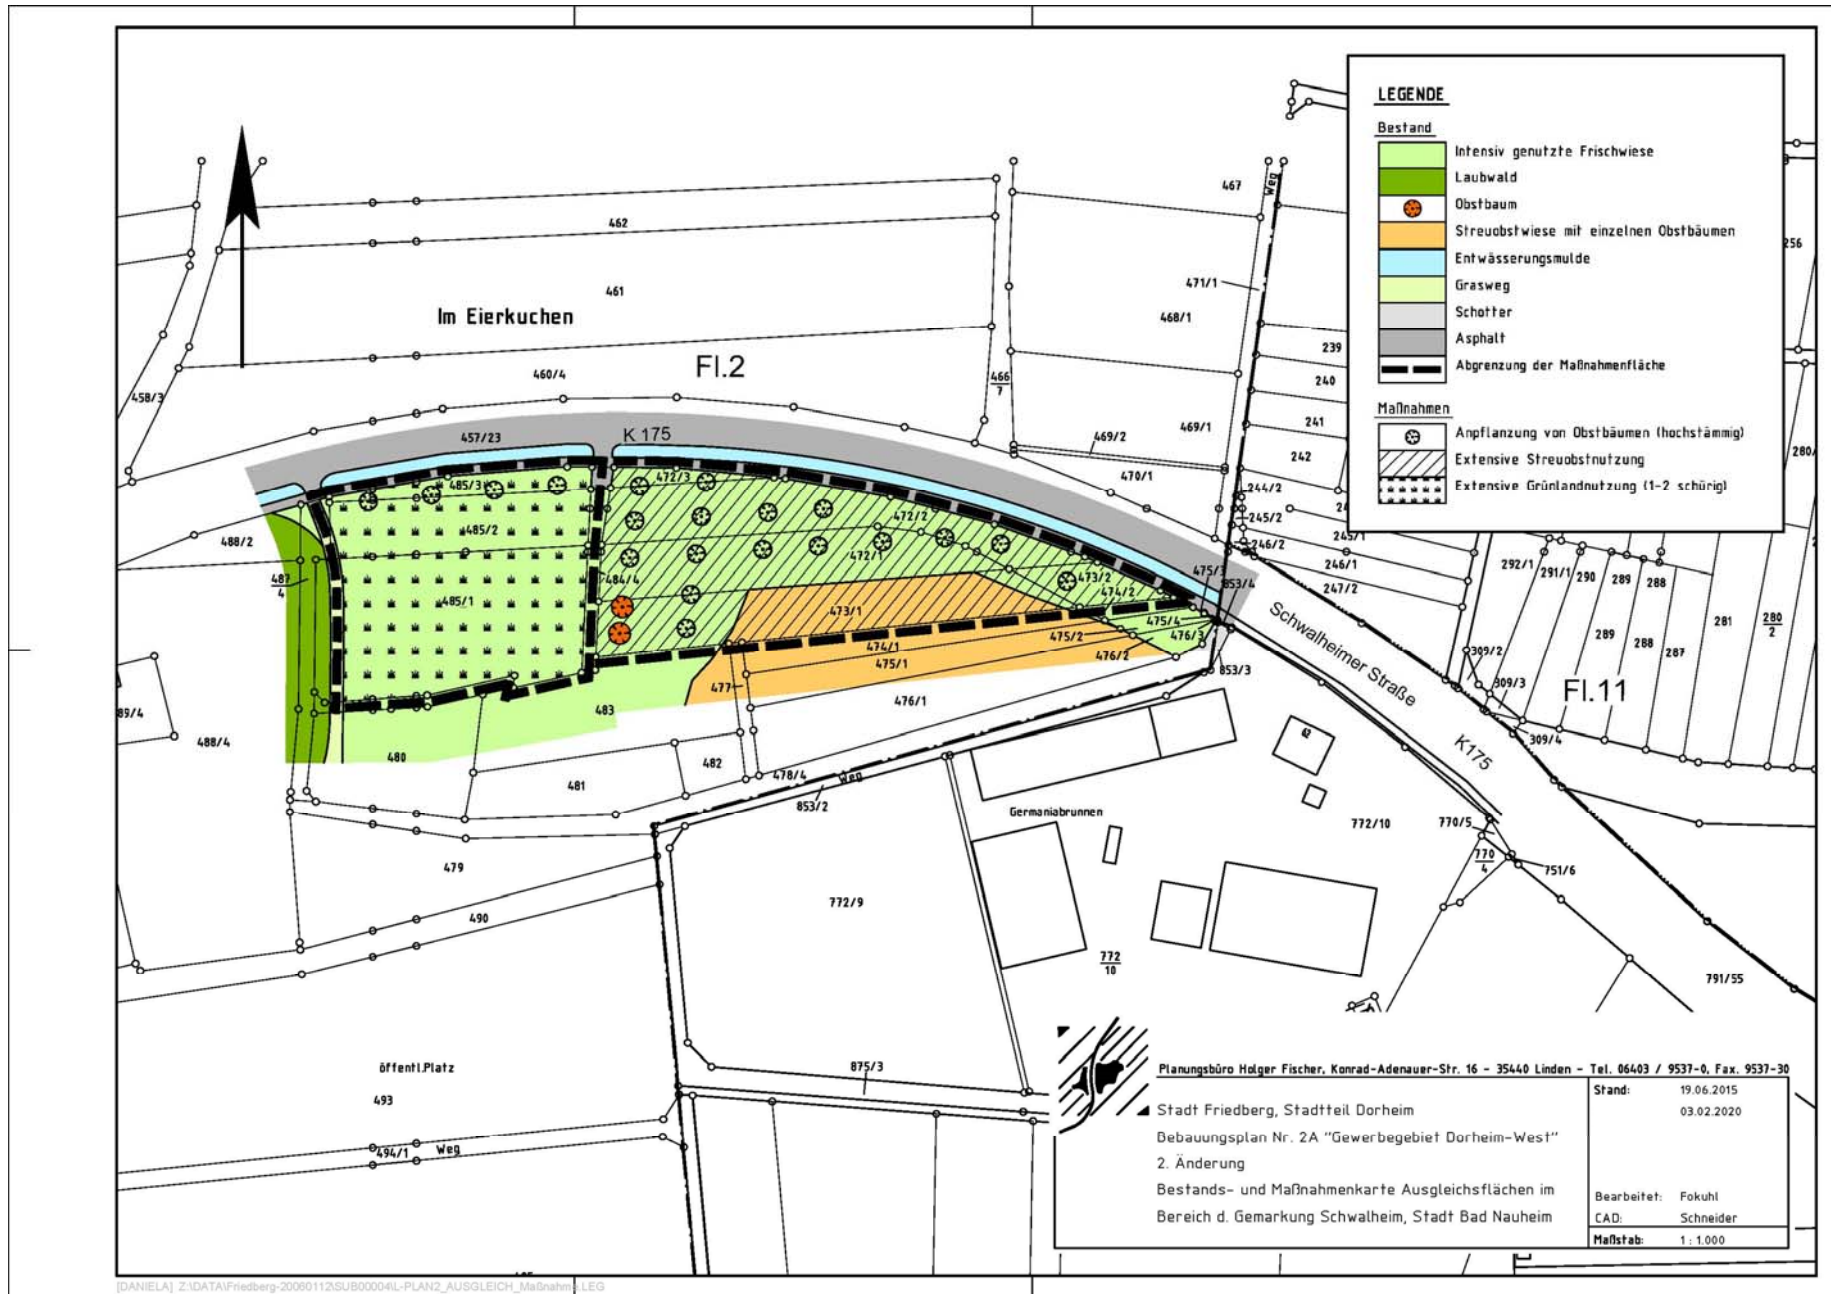 LEGENDE
Bestand
Intensiv genutzte Frischwiese
Laubwald
Obstbaum
Streuobstwiese mit einzelnen Obstbäumen
Entwässerungsmulde
Grasweg
Schotter
Asphalt
Abgrenzung der Maßnahmenfläche
Maßnahmen
Anpflanzung von Obstbäumen (hochstämmig)
Extensive Streuobstnutzung
Extensive Grünlandnutzung (1-2 schürig)
467
Weg
462
256
471/1
461
Im Eierkuchen
468/1
239
Fl.2
460/4
466
7
240
458/3
241
469/1
457/23
K 175
469/2
242
280/
470/1
472/3
485/3
244/2
472/2
245/2
485/2
245/1
488/2
246/2
472/1
246/1
292/1
291/1
290
289
288
475/3
473/2
853/4
487
4
484/4
247/2
474/2
485/1
473/1
475/4
Schwalheimer Straße
281
280
2
475/2
476/3
289
288
287
474/1
475/1
476/2
309/2
853/3
477
309/3
Fl.11
476/1
483
89/4
488/4
62
309/4
480
K175
482
478/4
Weg
481
853/2
Germaniabrunnen
772/10
770/5
770
4
751/6
479
772/9
490
772
10
791/55
öffentl.Platz
875/3
493
494/1
Weg
Planungsbüro Holger Fischer, Konrad-Adenauer-Str. 16 - 35440 Linden - Tel. 06403 / 9537-0, Fax. 9537-30
Stadt Friedberg, Stadtteil Dorheim
Bebauungsplan Nr. 2A "Gewerbegebiet Dorheim-West"
2. Änderung
Bestands- und Maßnahmenkarte Ausgleichsflächen im
Bereich d. Gemarkung Schwalheim, Stadt Bad Nauheim
Stand: 19.06.2015
03.02.2020
Bearbeitet: Fokuhl
CAD: Schneider
Maßstab: 1 : 1.000
[DANIELA] Z:\DATA\Friedberg-20060112\SUB00004\L-PLAN2_AUSGLEICH_Maßnahm
.LEG